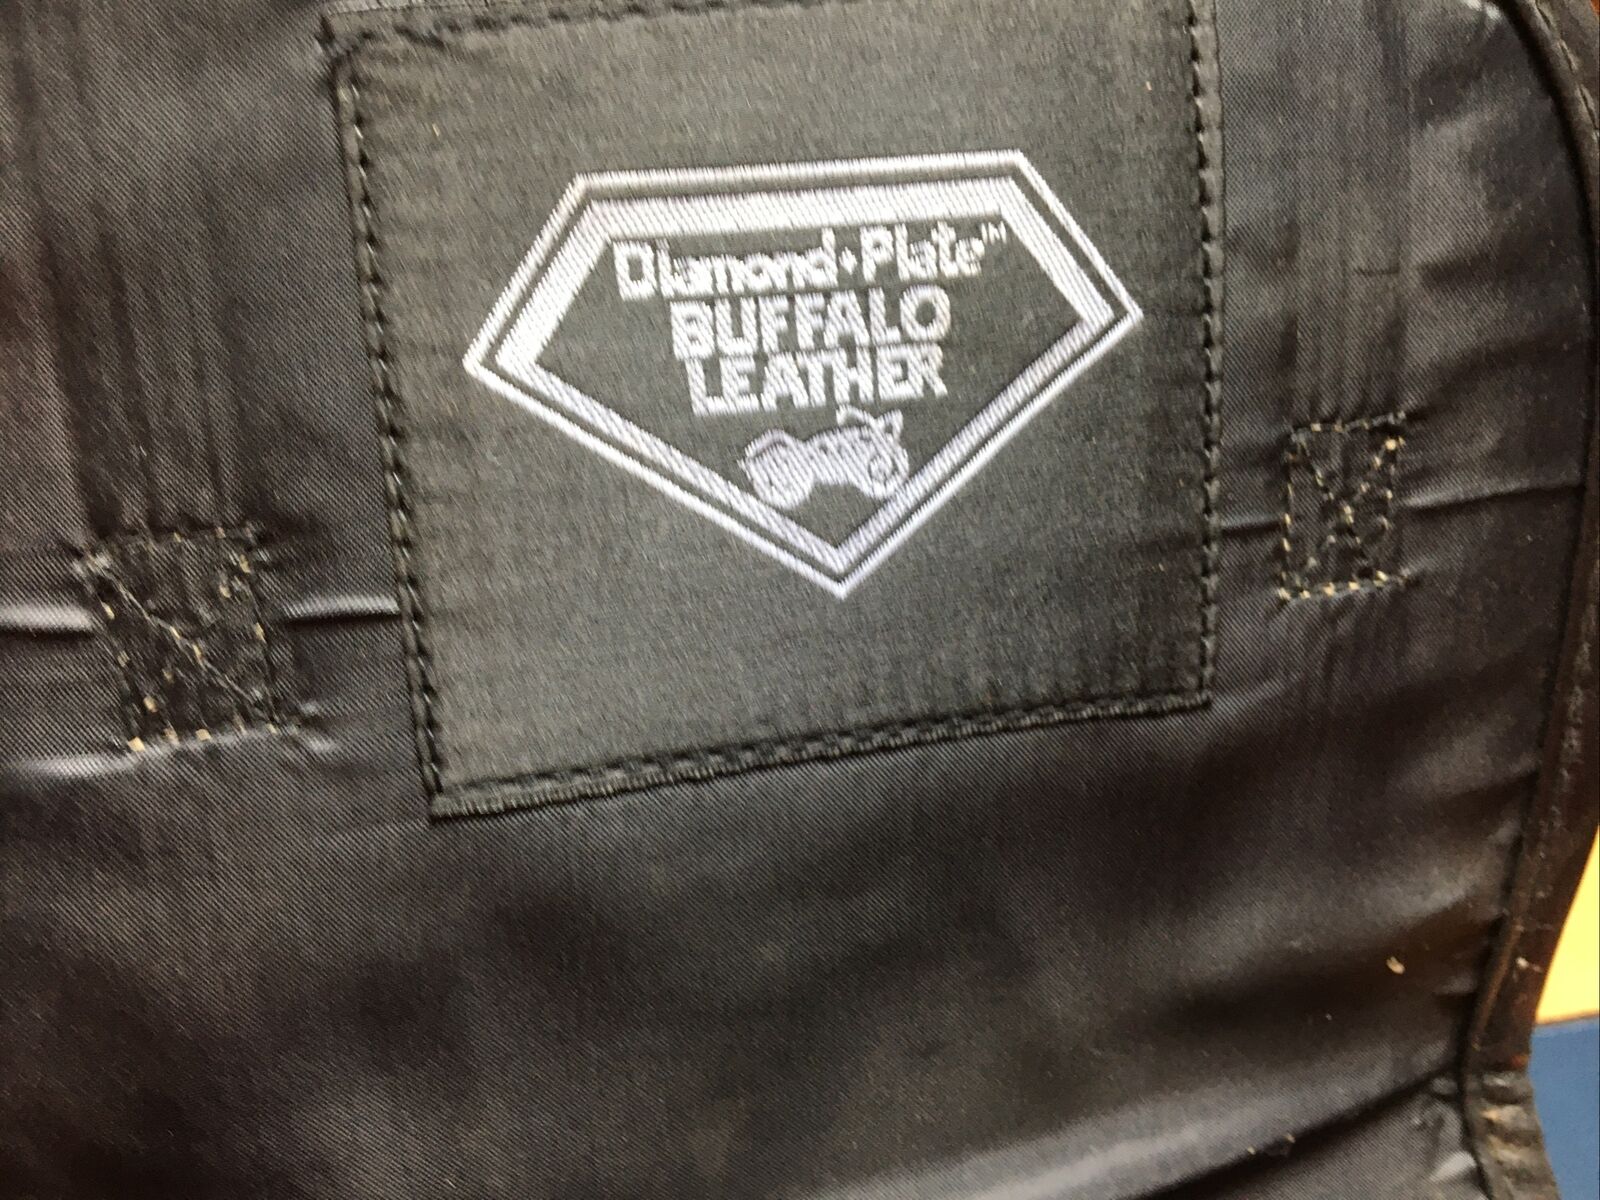 Diamond•Plate™
BUFFALO
LEATHER